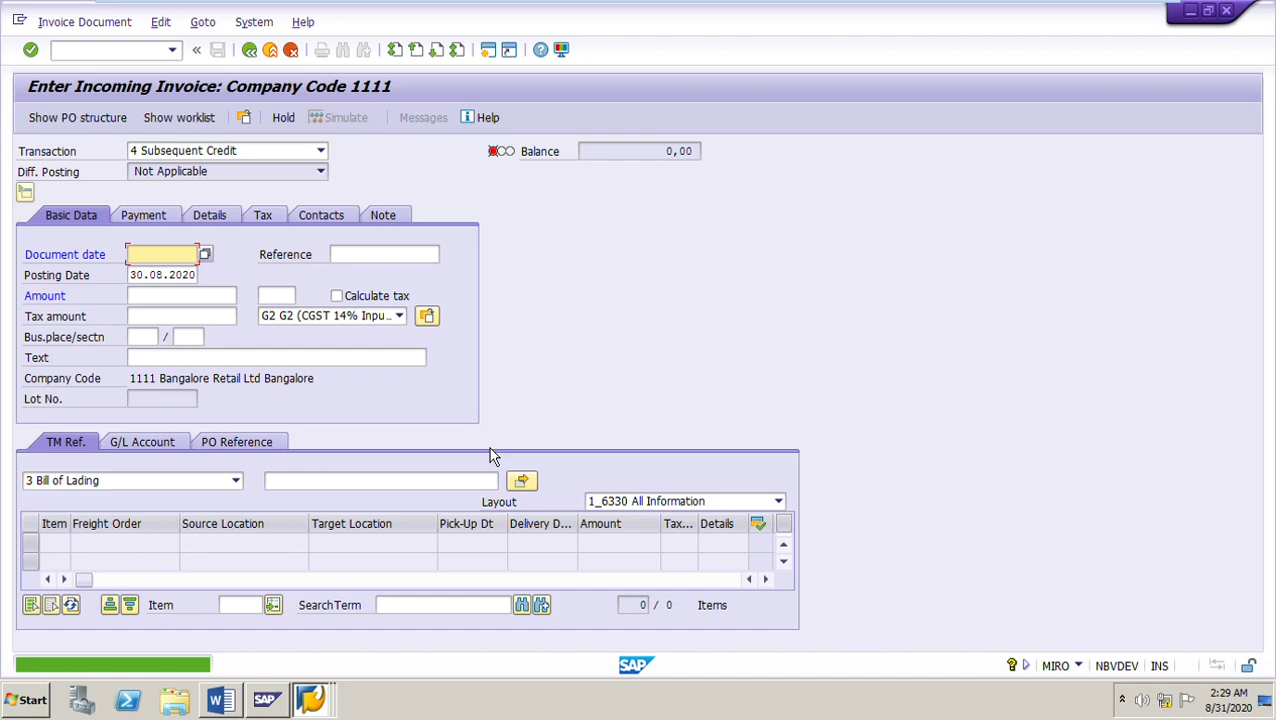 Invoice Document Edit Goto System Help
Enter Incoming Invoice: Company Code 1111
Show PO structure Show worklist Hold Simulate Messages Help
Transaction 4 Subsequent Credit Balance 0,00
Diff. Posting Not Applicable
Basic Data Payment Details Tax Contacts Note
Document date Reference
Posting Date 30.08.2020
Amount Calculate tax
Tax amount G2 G2 (CGST 14% Inpu...
Bus.place/sectn /
Text
Company Code 1111 Bangalore Retail Ltd Bangalore
Lot No.
TM Ref. G/L Account PO Reference
3 Bill of Lading
Layout 1_6330 All Information
Item Freight Order Source Location Target Location Pick-Up Dt Delivery D... Amount Tax... Details
Item SearchTerm 0 / 0 Items
SAP MIRO NBVDEV INS
Start SAP 2:29 AM
8/31/2020